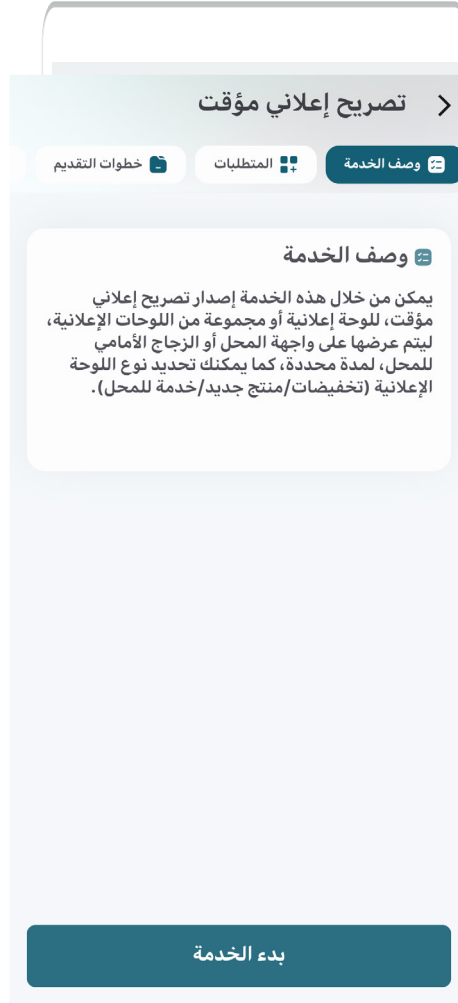 تصريح إعلاني مؤقت
وصف الخدمة
المتطلبات
خطوات التقديم
وصف الخدمة
يمكن من خلال هذه الخدمة إصدار تصريح إعلاني
مؤقت، للوحة إعلانية أو مجموعة من اللوحات الإعلانية،
ليتم عرضها على واجهة المحل أو الزجاج الأمامي
للمحل، لمدة محددة، كما يمكنك تحديد نوع اللوحة
الإعلانية (تخفيضات/منتج جديد/خدمة للمحل).
بدء الخدمة